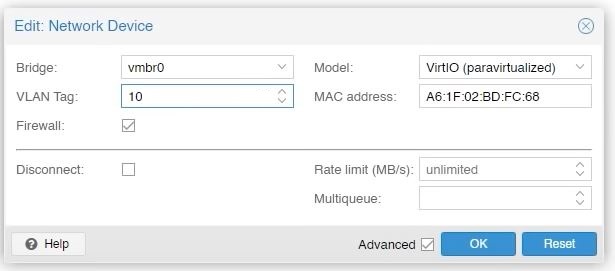 Edit: Network Device
Bridge: vmbr0 Model: VirtIO (paravirtualized)
VLAN Tag: 10 MAC address: A6:1F:02:BD:FC:68
Firewall:
Disconnect: Rate limit (MB/s): unlimited
Multiqueue:
? Help Advanced OK Reset